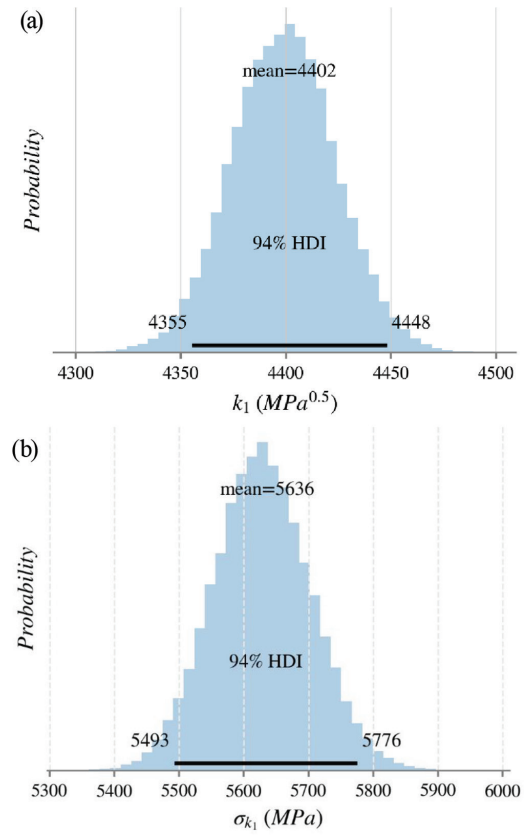 (a)
mean=4402
Probability
94% HDI
4355
4448
4300 4350 4400 4450 4500
k₁ (MPa⁰·⁵)
(b)
mean=5636
Probability
94% HDI
5493
5776
5300 5400 5500 5600 5700 5800 5900 6000
σₖ₁ (MPa)